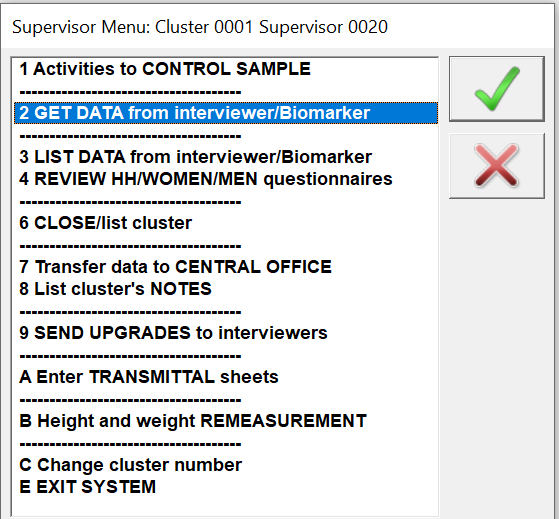 Supervisor Menu: Cluster 0001 Supervisor 0020
1 Activities to CONTROL SAMPLE
-------------------------------------
2 GET DATA from interviewer/Biomarker
-------------------------------------
3 LIST DATA from interviewer/Biomarker
4 REVIEW HH/WOMEN/MEN questionnaires
-------------------------------------
6 CLOSE/list cluster
-------------------------------------
7 Transfer data to CENTRAL OFFICE
8 List cluster's NOTES
-------------------------------------
9 SEND UPGRADES to interviewers
-------------------------------------
A Enter TRANSMITTAL sheets
-------------------------------------
B Height and weight REMEASUREMENT
-------------------------------------
C Change cluster number
E EXIT SYSTEM